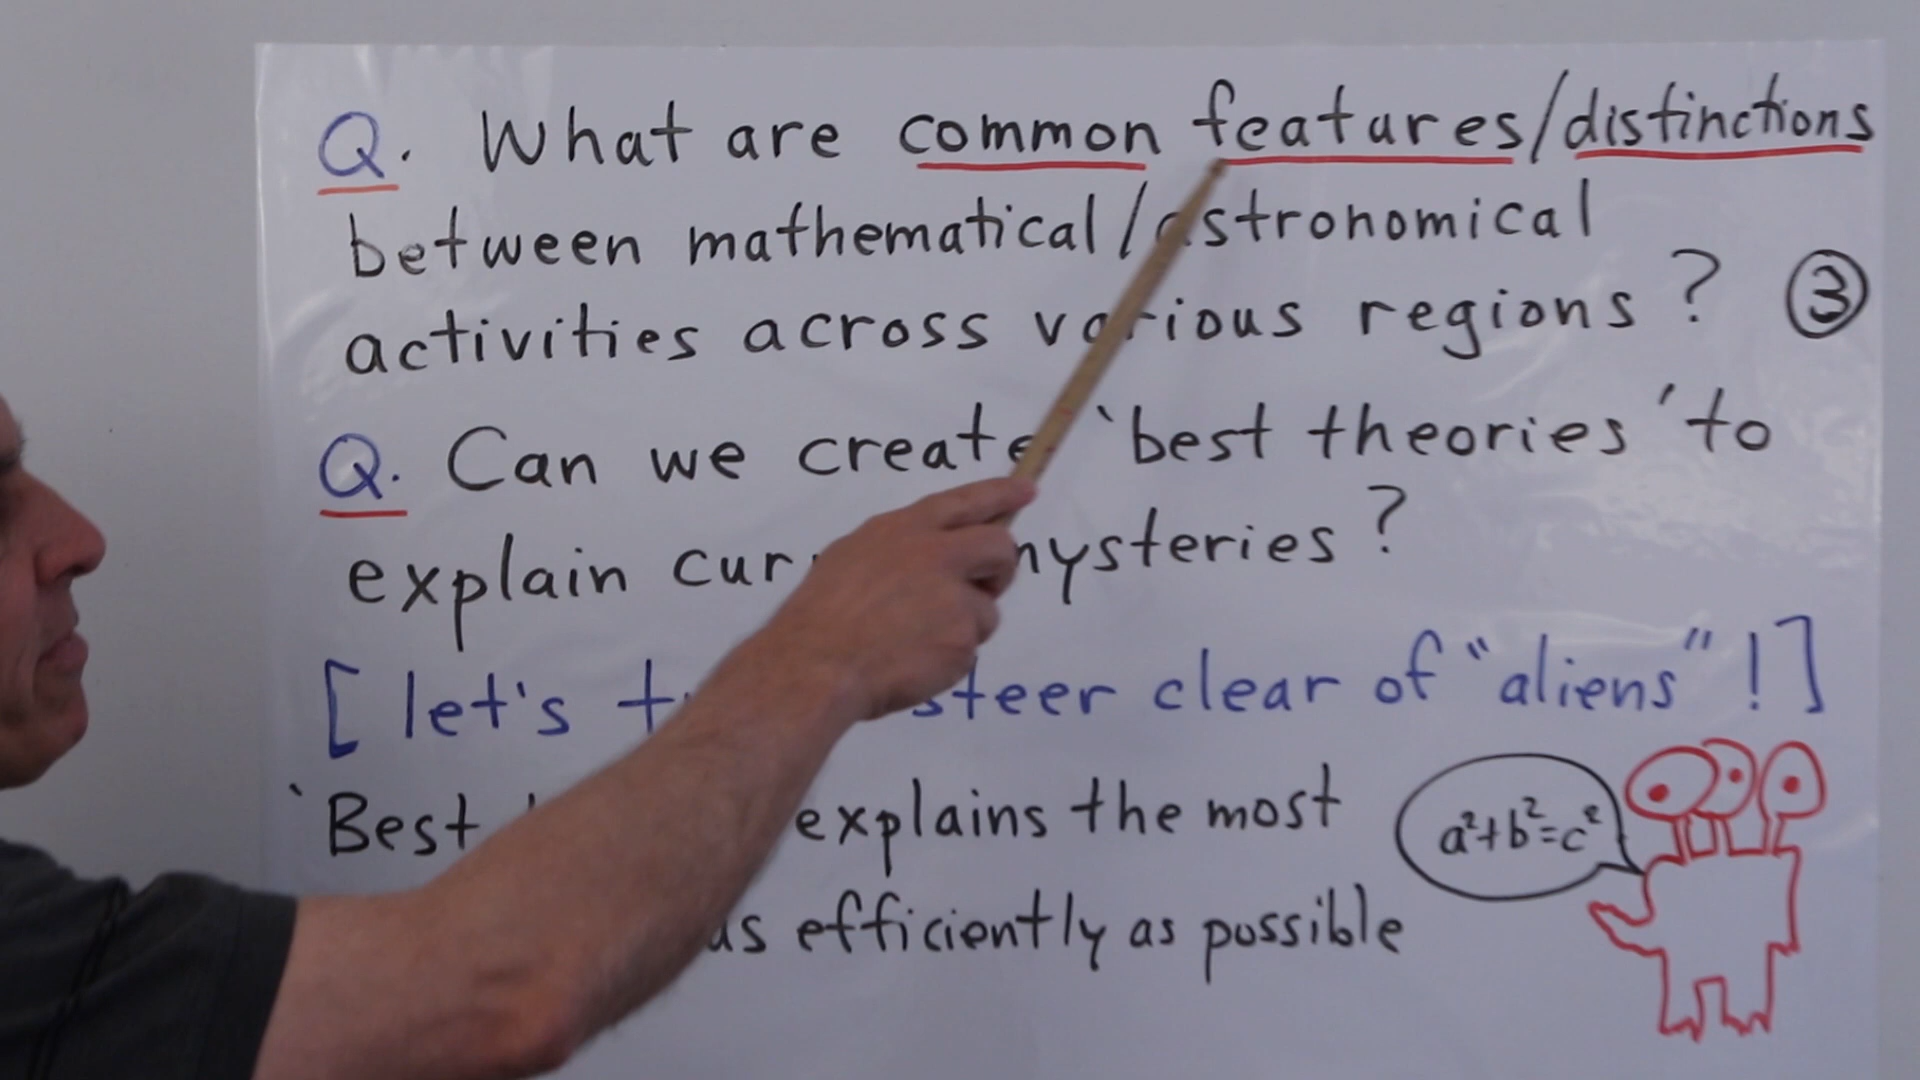 Q. What are common features/distinctions
between mathematical/astronomical
activities across various regions? ③
Q. Can we create 'best theories' to
explain mysteries?
[let's steer clear of "aliens"!]
'Best explains the most
as efficiently as possible
a²+b²=c²